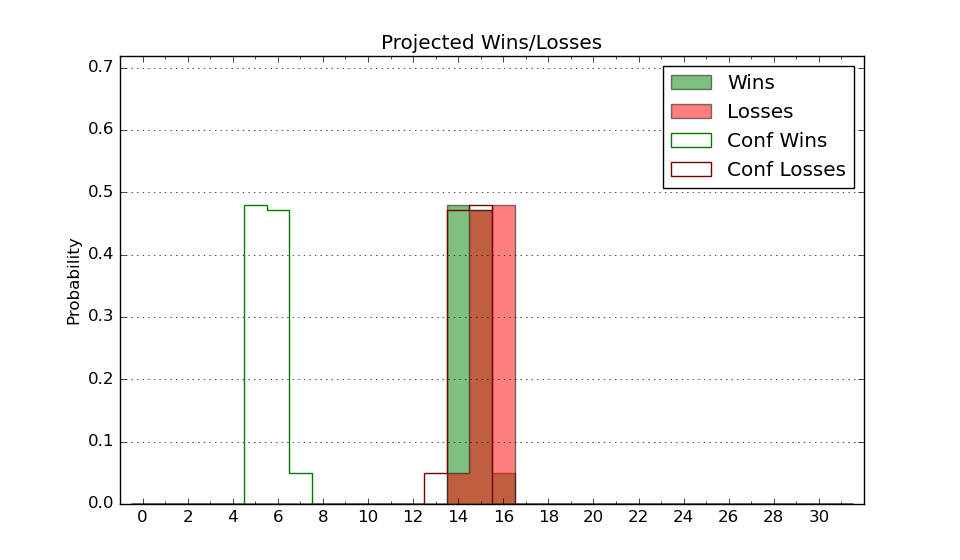 Projected Wins/Losses
Probability
0.7
0.6
0.5
0.4
0.3
0.2
0.1
0.0
Wins
Losses
Conf Wins
Conf Losses
0 2 4 6 8 10 12 14 16 18 20 22 24 26 28 30